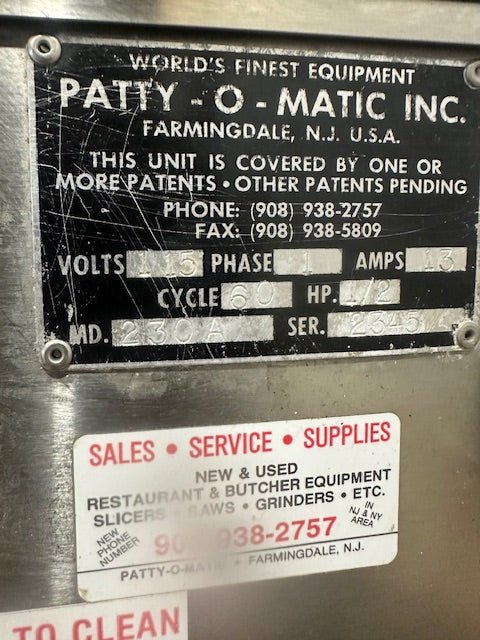 WORLD'S FINEST EQUIPMENT
PATTY-O-MATIC INC.
FARMINGDALE, N.J. U.S.A.
THIS UNIT IS COVERED BY ONE OR
MORE PATENTS • OTHER PATENTS PENDING
PHONE: (908) 938-2757
FAX: (908) 938-5809
VOLTS 115 PHASE 1 AMPS 13
CYCLE 60 HP. 1/2
MD. 230A SER. 2345
SALES • SERVICE • SUPPLIES
NEW & USED
RESTAURANT & BUTCHER EQUIPMENT
SLICERS • SAWS • GRINDERS • ETC.
NEW PHONE NUMBER 938-2757 IN NJ & NY AREA
PATTY-O-MATIC • FARMINGDALE, N.J.
TO CLEAN